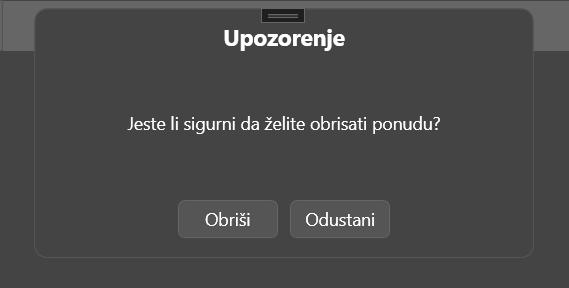 Upozorenje
Jeste li sigurni da želite obrisati ponudu?
Obriši
Odustani